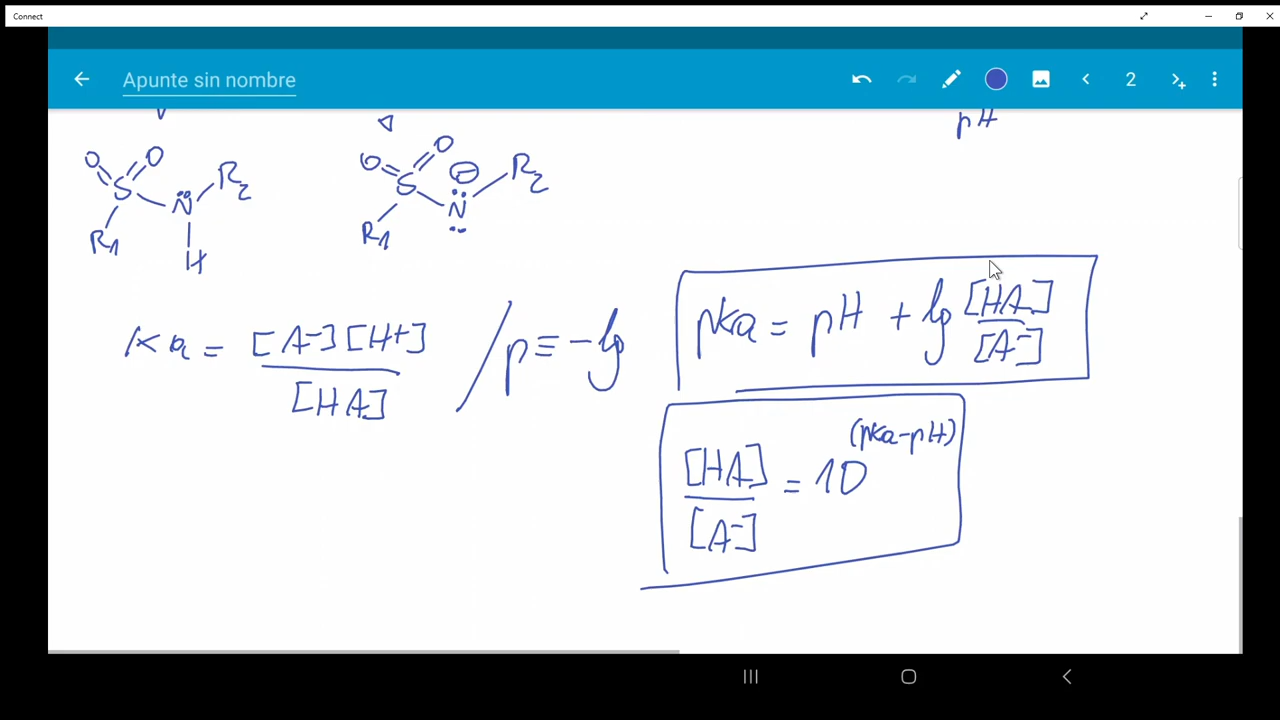 Connect
Apunte sin nombre
2
pH
O O
S
R1
N
H
R2
O O
S
R1
N
R2
Ka = [A-][H+] / p ≡ -lg
[HA]
pKa = pH + lg [HA]
[A-]
[HA] = 10 (pKa-pH)
[A-]